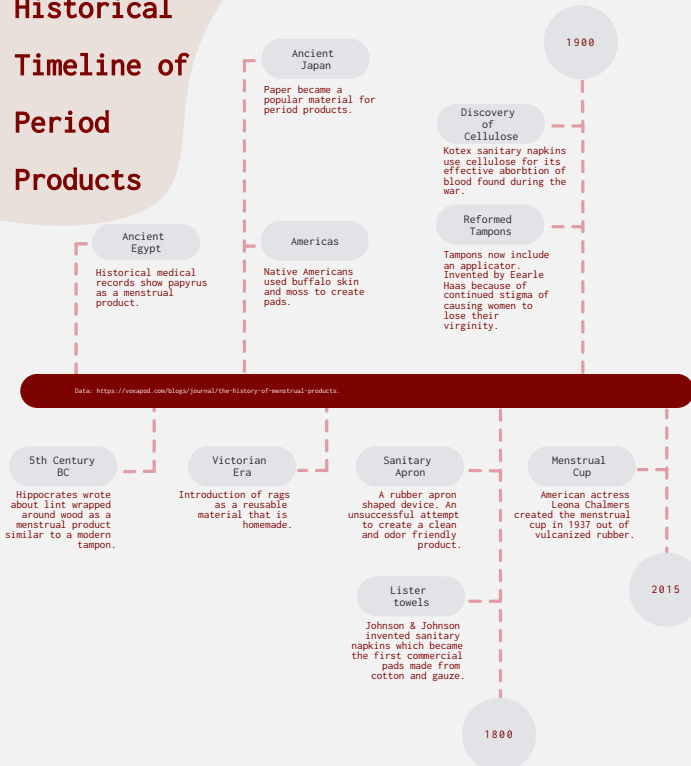 Historical
Timeline of
Period
Products
Ancient
Japan
Paper became a
popular material for
period products.
1900
Discovery
of
Cellulose
Kotex sanitary napkins
use cellulose for its
effective aborbtion of
blood found during the
war.
Ancient
Egypt
Historical medical
records show papyrus
as a menstrual
product.
Americas
Native Americans
used buffalo skin
and moss to create
pads.
Reformed
Tampons
Tampons now include
an applicator.
Invented by Eearle
Haas because of
continued stigma of
causing women to
lose their
virginity.
Data: https://voxapod.com/blogs/journal/the-history-of-menstrual-products.
5th Century
BC
Hippocrates wrote
about lint wrapped
around wood as a
menstrual product
similar to a modern
tampon.
Victorian
Era
Introduction of rags
as a reusable
material that is
homemade.
Sanitary
Apron
A rubber apron
shaped device. An
unsuccessful attempt
to create a clean
and odor friendly
product.
Menstrual
Cup
American actress
Leona Chalmers
created the menstrual
cup in 1937 out of
vulcanized rubber.
2015
Lister
towels
Johnson & Johnson
invented sanitary
napkins which became
the first commercial
pads made from
cotton and gauze.
1800